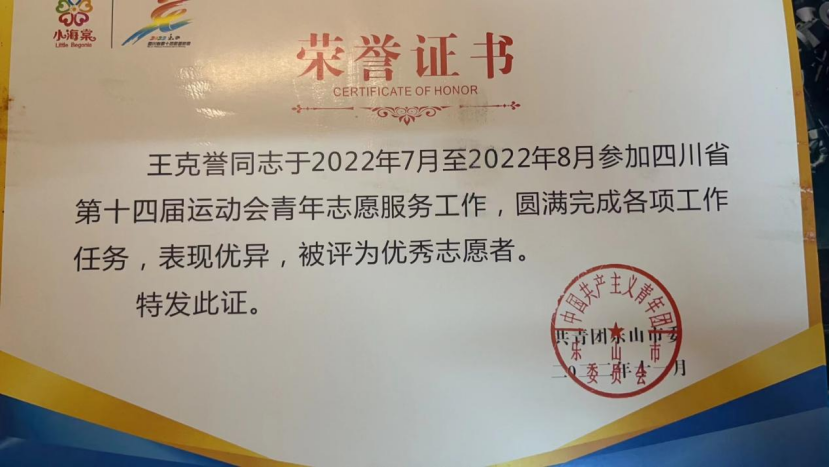 小海棠
Little Begonia
荣誉证书
CERTIFICATE OF HONOR
王克誉同志于2022年7月至2022年8月参加四川省
第十四届运动会青年志愿服务工作，圆满完成各项工作
任务，表现优异，被评为优秀志愿者。
特发此证。
中国共产主义青年团
共青团乐山市委
乐山市
委员会